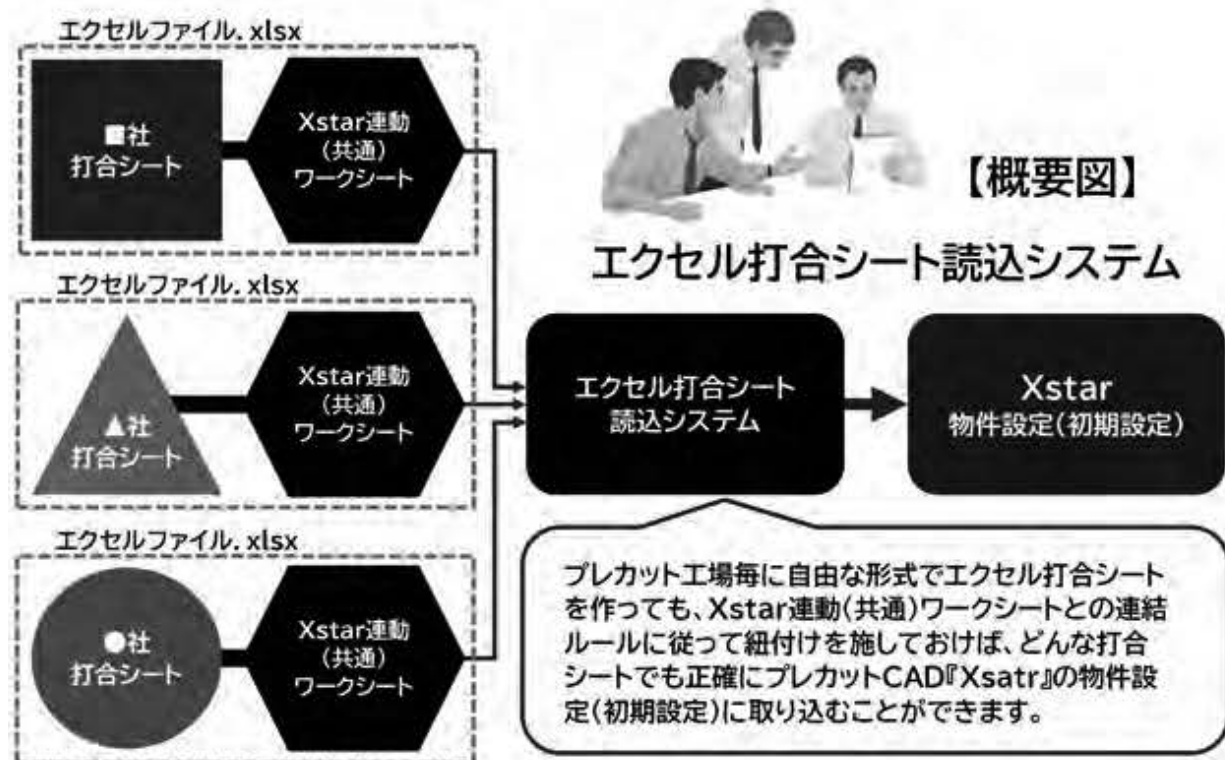 エクセルファイル. xlsx
■社
打合シート
Xstar連動
(共通)
ワークシート
【概要図】
エクセル打合シート読込システム
エクセルファイル. xlsx
▲社
打合シート
Xstar連動
(共通)
ワークシート
エクセル打合シート
読込システム
Xstar
物件設定(初期設定)
エクセルファイル. xlsx
●社
打合シート
Xstar連動
(共通)
ワークシート
プレカット工場毎に自由な形式でエクセル打合シート
を作っても、Xstar連動(共通)ワークシートとの連結
ルールに従って紐付けを施しておけば、どんな打合
シートでも正確にプレカットCAD『Xsatr』の物件設
定(初期設定)に取り込むことができます。